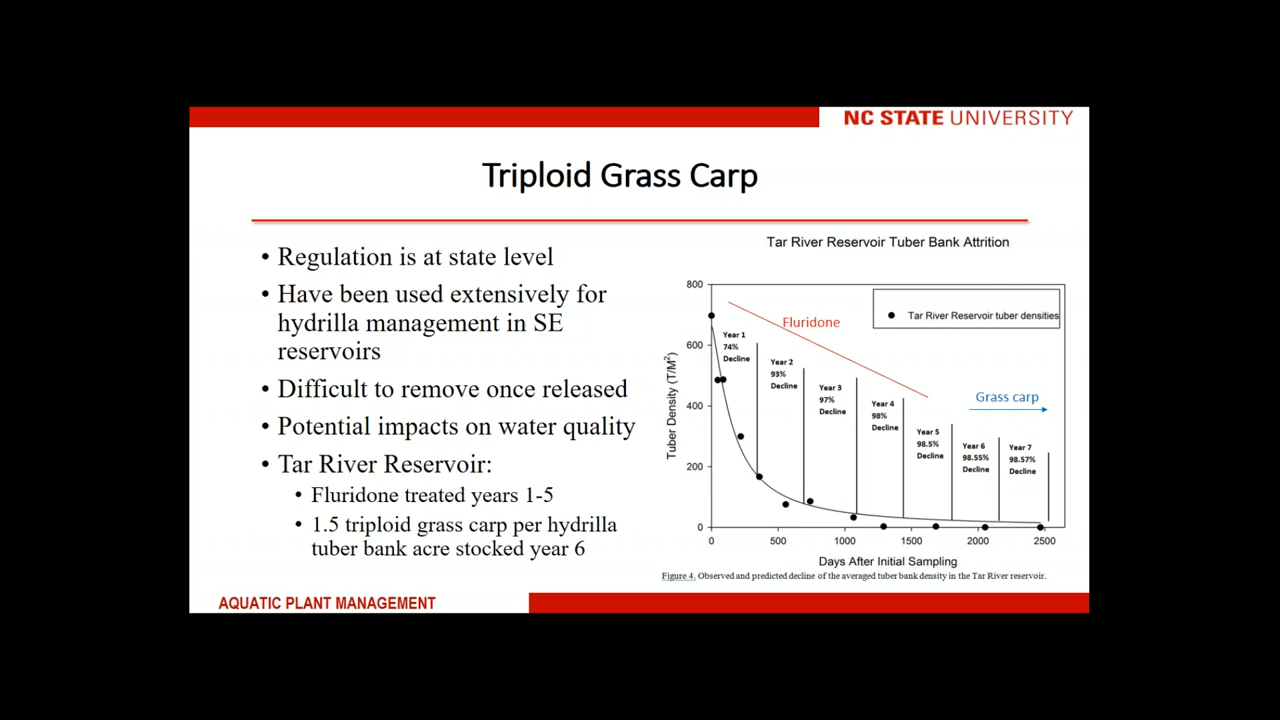 NC STATE UNIVERSITY
Triploid Grass Carp
• Regulation is at state level
• Have been used extensively for
hydrilla management in SE
reservoirs
• Difficult to remove once released
• Potential impacts on water quality
• Tar River Reservoir:
• Fluridone treated years 1-5
• 1.5 triploid grass carp per hydrilla
tuber bank acre stocked year 6
Tar River Reservoir Tuber Bank Attrition
Tar River Reservoir tuber densities
Fluridone
Grass carp
Year 1
74%
Decline
Year 2
93%
Decline
Year 3
97%
Decline
Year 4
98%
Decline
Year 5
98.5%
Decline
Year 6
98.55%
Decline
Year 7
98.57%
Decline
Tuber Density (T/M²)
800
600
400
200
0
0 500 1000 1500 2000 2500
Days After Initial Sampling
Figure 4. Observed and predicted decline of the averaged tuber bank density in the Tar River reservoir.
AQUATIC PLANT MANAGEMENT